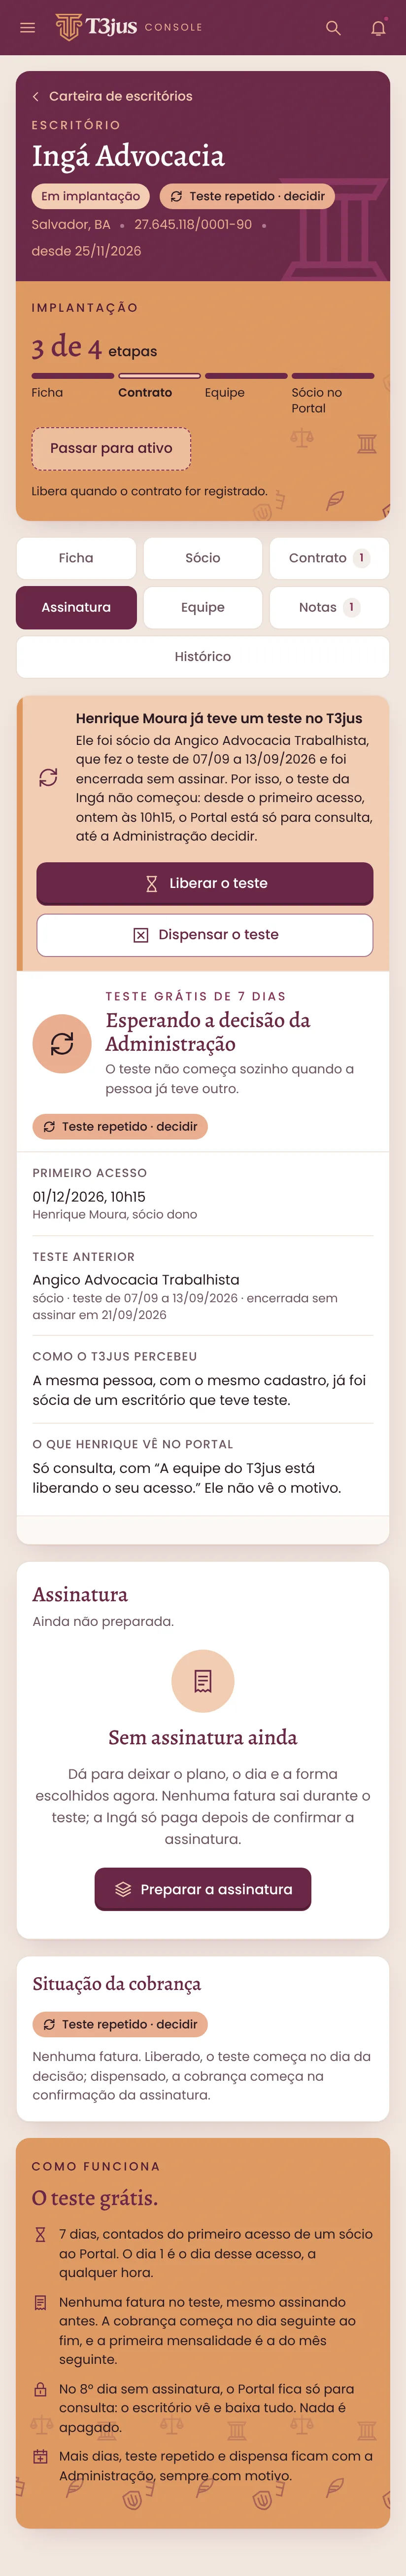 T3jus CONSOLE
Carteira de escritórios
ESCRITÓRIO
Ingá Advocacia
Em implantação
Teste repetido · decidir
Salvador, BA • 27.645.118/0001-90 •
desde 25/11/2026
IMPLANTAÇÃO
3 de 4 etapas
Ficha
Contrato
Equipe
Sócio no
Portal
Passar para ativo
Libera quando o contrato for registrado.
Ficha
Sócio
Contrato 1
Assinatura
Equipe
Notas 1
Histórico
Henrique Moura já teve um teste no T3jus
Ele foi sócio da Angico Advocacia Trabalhista,
que fez o teste de 07/09 a 13/09/2026 e foi
encerrada sem assinar. Por isso, o teste da
Ingá não começou: desde o primeiro acesso,
ontem às 10h15, o Portal está só para consulta,
até a Administração decidir.
Liberar o teste
Dispensar o teste
TESTE GRÁTIS DE 7 DIAS
Esperando a decisão da
Administração
O teste não começa sozinho quando a
pessoa já teve outro.
Teste repetido · decidir
PRIMEIRO ACESSO
01/12/2026, 10h15
Henrique Moura, sócio dono
TESTE ANTERIOR
Angico Advocacia Trabalhista
sócio · teste de 07/09 a 13/09/2026 · encerrada sem
assinar em 21/09/2026
COMO O T3JUS PERCEBEU
A mesma pessoa, com o mesmo cadastro, já foi
sócia de um escritório que teve teste.
O QUE HENRIQUE VÊ NO PORTAL
Só consulta, com “A equipe do T3jus está
liberando o seu acesso.” Ele não vê o motivo.
Assinatura
Ainda não preparada.
Sem assinatura ainda
Dá para deixar o plano, o dia e a forma
escolhidos agora. Nenhuma fatura sai durante o
teste; a Ingá só paga depois de confirmar a
assinatura.
Preparar a assinatura
Situação da cobrança
Teste repetido · decidir
Nenhuma fatura. Liberado, o teste começa no dia da
decisão; dispensado, a cobrança começa na
confirmação da assinatura.
COMO FUNCIONA
O teste grátis.
7 dias, contados do primeiro acesso de um sócio
ao Portal. O dia 1 é o dia desse acesso, a
qualquer hora.
Nenhuma fatura no teste, mesmo assinando
antes. A cobrança começa no dia seguinte ao
fim, e a primeira mensalidade é a do mês
seguinte.
No 8º dia sem assinatura, o Portal fica só para
consulta: o escritório vê e baixa tudo. Nada é
apagado.
Mais dias, teste repetido e dispensa ficam com a
Administração, sempre com motivo.